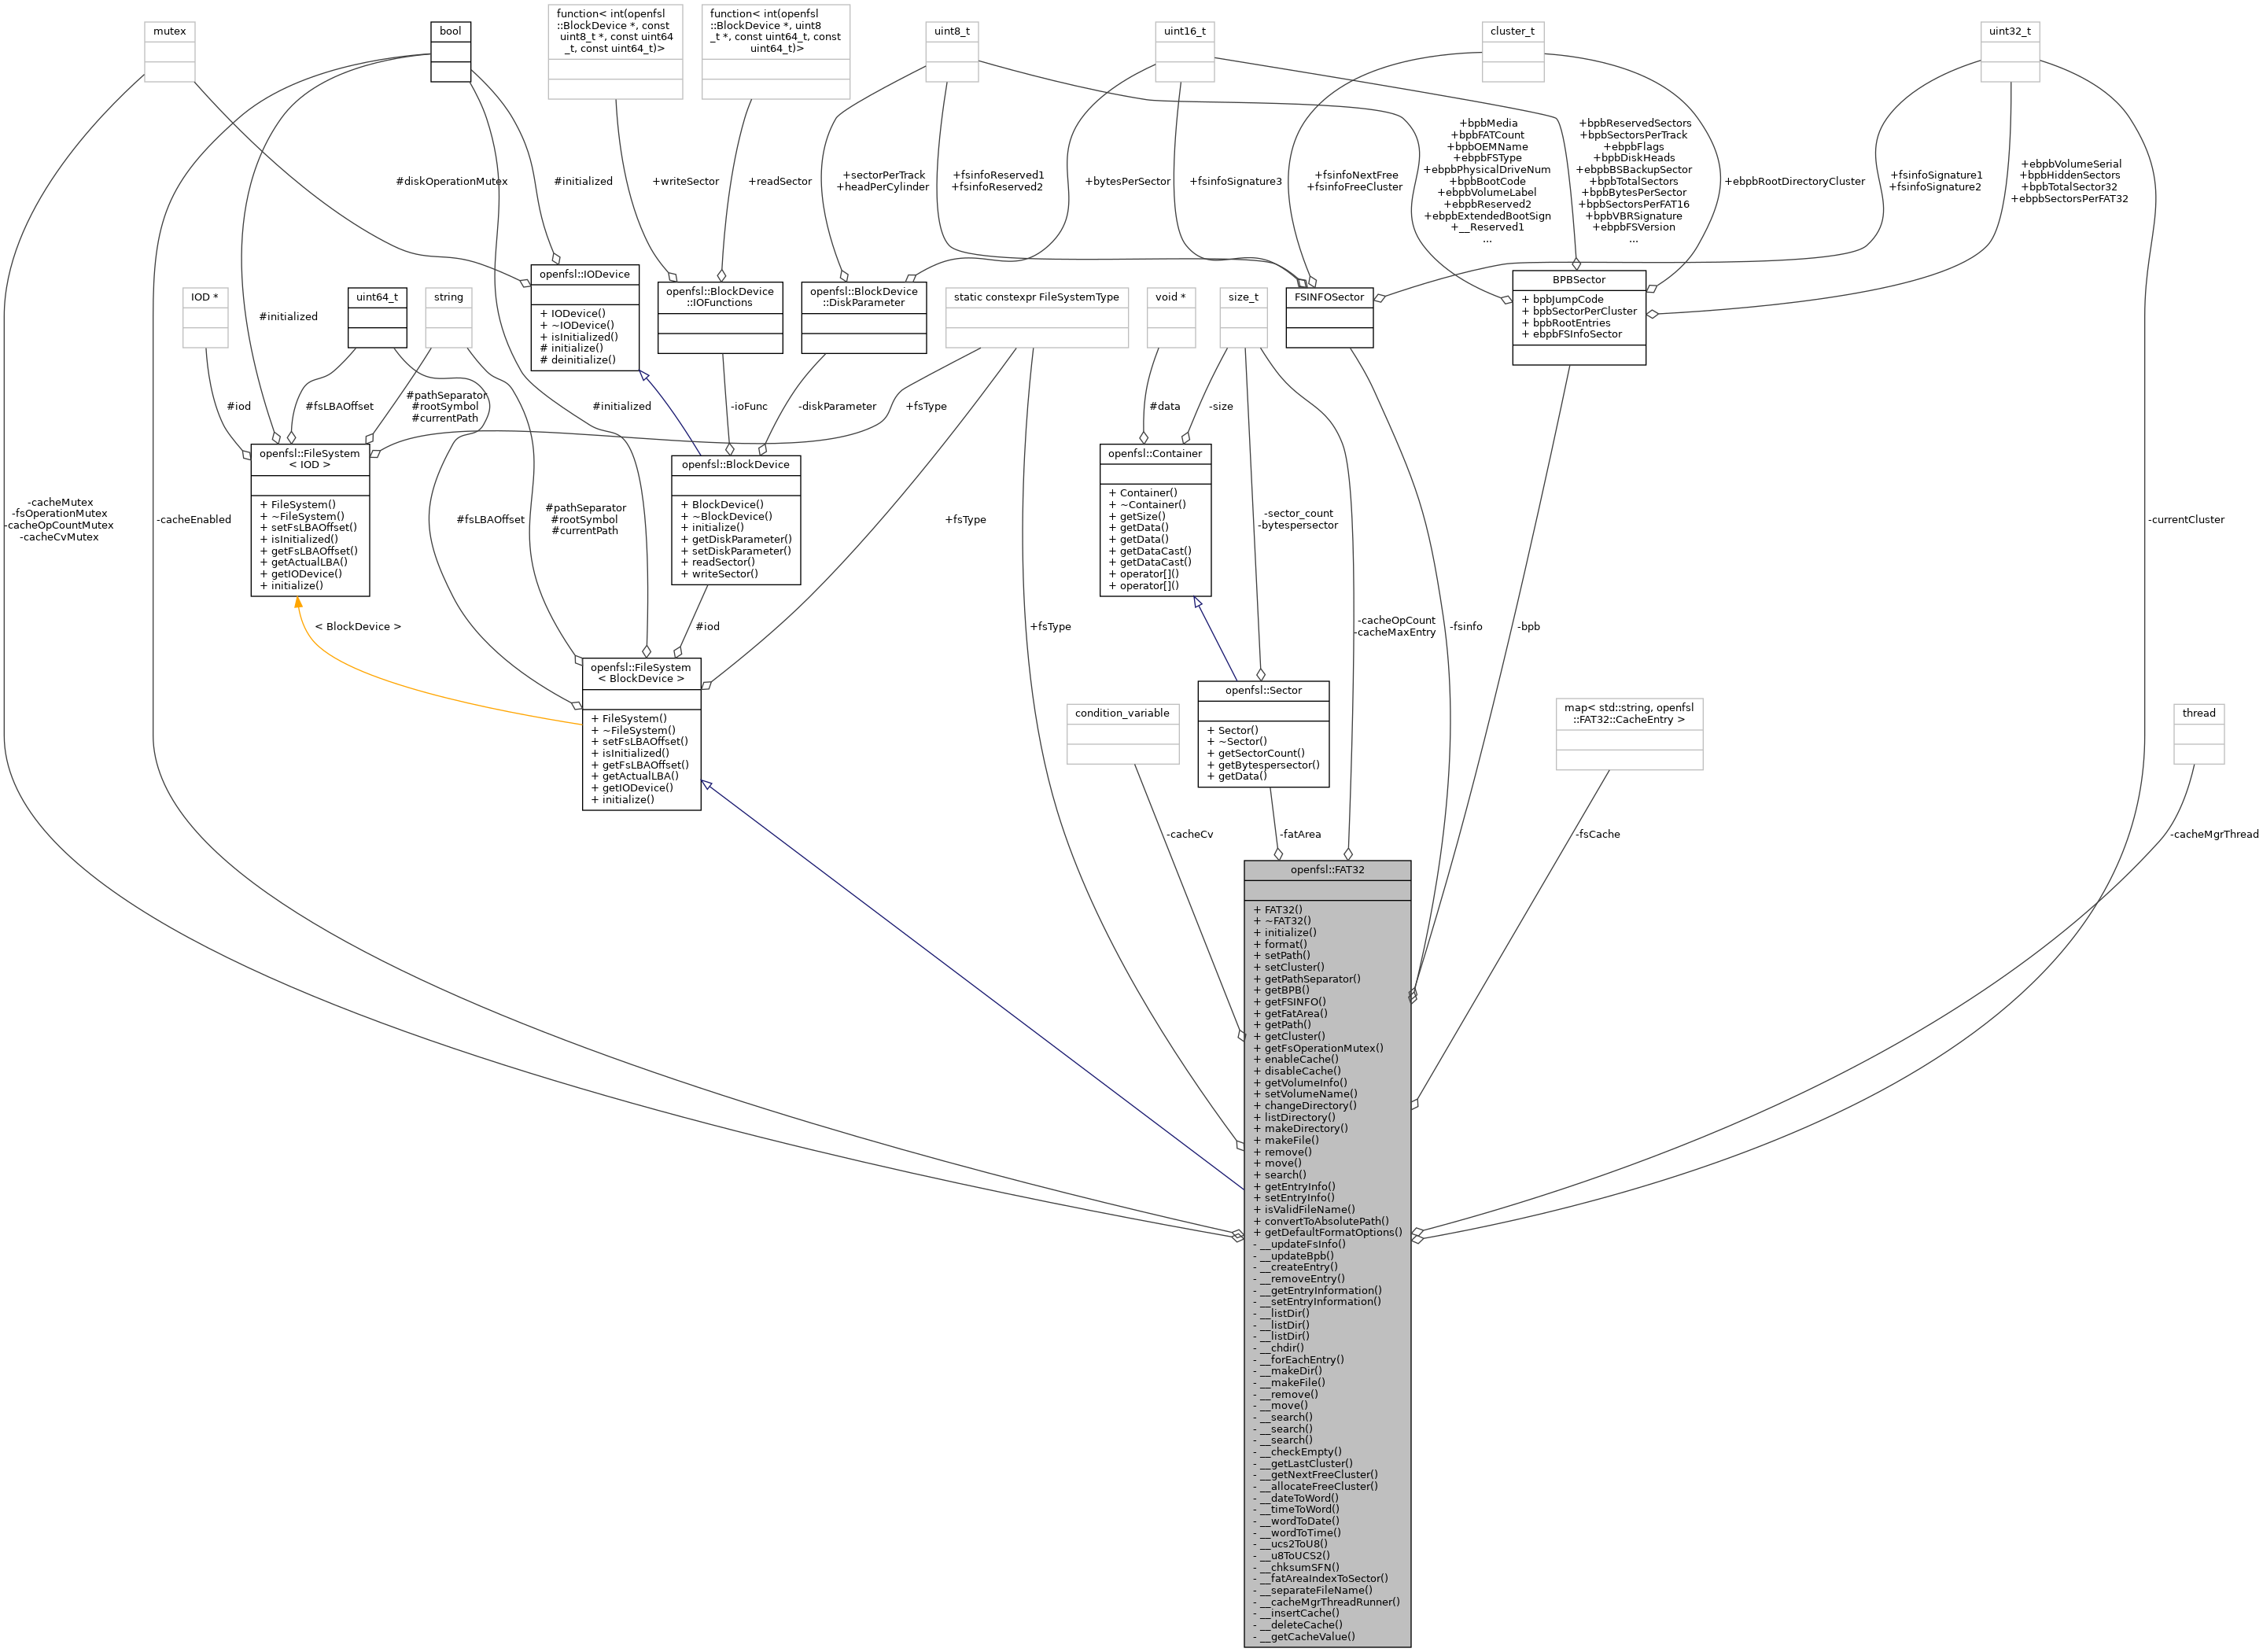 mutex
bool
function< int(openfsl
::BlockDevice *, const
uint8_t *, const uint64
_t, const uint64_t)>
function< int(openfsl
::BlockDevice *, uint8
_t *, const uint64_t, const
uint64_t)>
uint8_t
uint16_t
cluster_t
uint32_t
#diskOperationMutex
#initialized
+writeSector
+readSector
+sectorPerTrack
+headPerCylinder
+fsinfoReserved1
+fsinfoReserved2
+bytesPerSector
+fsinfoSignature3
+fsinfoNextFree
+fsinfoFreeCluster
+bpbMedia
+bpbFATCount
+bpbOEMName
+ebpbFSType
+ebpbPhysicalDriveNum
+bpbBootCode
+ebpbVolumeLabel
+ebpbReserved2
+ebpbExtendedBootSign
+__Reserved1
...
+bpbReservedSectors
+bpbSectorsPerTrack
+ebpbFlags
+bpbDiskHeads
+ebpbBSBackupSector
+bpbTotalSectors
+bpbBytesPerSector
+bpbSectorsPerFAT16
+bpbVBRSignature
+ebpbFSVersion
...
+ebpbRootDirectoryCluster
+fsinfoSignature1
+fsinfoSignature2
+ebpbVolumeSerial
+bpbHiddenSectors
+bpbTotalSector32
+ebpbSectorsPerFAT32
IOD *
uint64_t
string
#initialized
openfsl::IODevice
+ IODevice()
+ ~IODevice()
+ isInitialized()
# initialize()
# deinitialize()
openfsl::BlockDevice
::IOFunctions
openfsl::BlockDevice
::DiskParameter
static constexpr FileSystemType
void *
size_t
FSINFOSector
BPBSector
+ bpbJumpCode
+ bpbSectorPerCluster
+ bpbRootEntries
+ ebpbFSInfoSector
#iod
#fsLBAOffset
#pathSeparator
#rootSymbol
#currentPath
#initialized
-ioFunc
-diskParameter
+fsType
#data
-size
openfsl::FileSystem
< IOD >
+ FileSystem()
+ ~FileSystem()
+ setFsLBAOffset()
+ isInitialized()
+ getFsLBAOffset()
+ getActualLBA()
+ getIODevice()
+ initialize()
openfsl::BlockDevice
+ BlockDevice()
+ ~BlockDevice()
+ initialize()
+ getDiskParameter()
+ setDiskParameter()
+ readSector()
+ writeSector()
openfsl::Container
+ Container()
+ ~Container()
+ getSize()
+ getData()
+ getData()
+ getDataCast()
+ getDataCast()
+ operator[]()
+ operator[]()
-cacheMutex
-fsOperationMutex
-cacheOpCountMutex
-cacheCvMutex
-cacheEnabled
#fsLBAOffset
#pathSeparator
#rootSymbol
#currentPath
+fsType
-sector_count
-bytespersector
-currentCluster
< BlockDevice >
#iod
+fsType
-cacheOpCount
-cacheMaxEntry
-fsinfo
-bpb
openfsl::FileSystem
< BlockDevice >
+ FileSystem()
+ ~FileSystem()
+ setFsLBAOffset()
+ isInitialized()
+ getFsLBAOffset()
+ getActualLBA()
+ getIODevice()
+ initialize()
condition_variable
openfsl::Sector
+ Sector()
+ ~Sector()
+ getSectorCount()
+ getBytespersector()
+ getData()
map< std::string, openfsl
::FAT32::CacheEntry >
thread
-cacheCv
-fatArea
-fsCache
-cacheMgrThread
openfsl::FAT32
+ FAT32()
+ ~FAT32()
+ initialize()
+ format()
+ setPath()
+ setCluster()
+ getPathSeparator()
+ getBPB()
+ getFSINFO()
+ getFatArea()
+ getPath()
+ getCluster()
+ getFsOperationMutex()
+ enableCache()
+ disableCache()
+ getVolumeInfo()
+ setVolumeName()
+ changeDirectory()
+ listDirectory()
+ makeDirectory()
+ makeFile()
+ remove()
+ move()
+ search()
+ getEntryInfo()
+ setEntryInfo()
+ isValidFileName()
+ convertToAbsolutePath()
+ getDefaultFormatOptions()
- __updateFsInfo()
- __updateBpb()
- __createEntry()
- __removeEntry()
- __getEntryInformation()
- __setEntryInformation()
- __listDir()
- __listDir()
- __listDir()
- __chdir()
- __forEachEntry()
- __makeDir()
- __makeFile()
- __remove()
- __move()
- __search()
- __search()
- __search()
- __checkEmpty()
- __getLastCluster()
- __getNextFreeCluster()
- __allocateFreeCluster()
- __dateToWord()
- __timeToWord()
- __wordToDate()
- __wordToTime()
- __ucs2ToU8()
- __u8ToUCS2()
- __chksumSFN()
- __fatAreaIndexToSector()
- __separateFileName()
- __cacheMgrThreadRunner()
- __insertCache()
- __deleteCache()
- __getCacheValue()